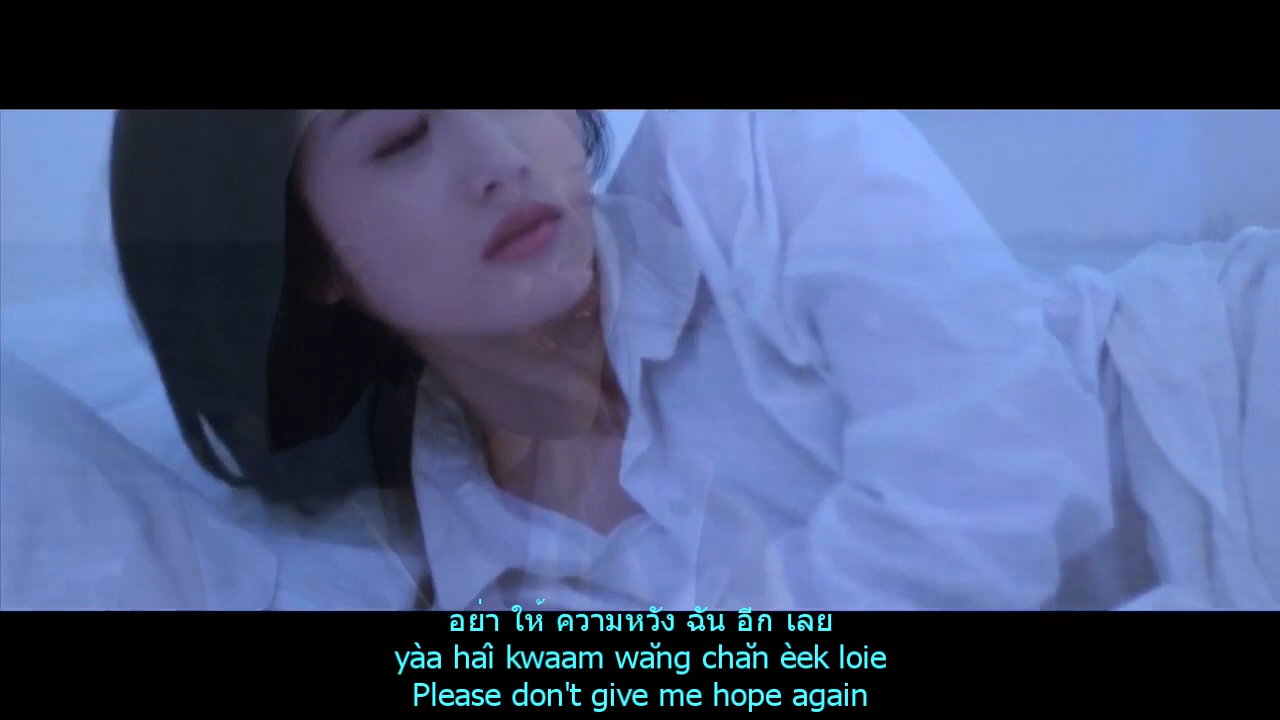 อย่า ให้ ความหวัง ฉัน อีก เลย
yàa haî kwaam wăng chăn èek loie
Please don't give me hope again